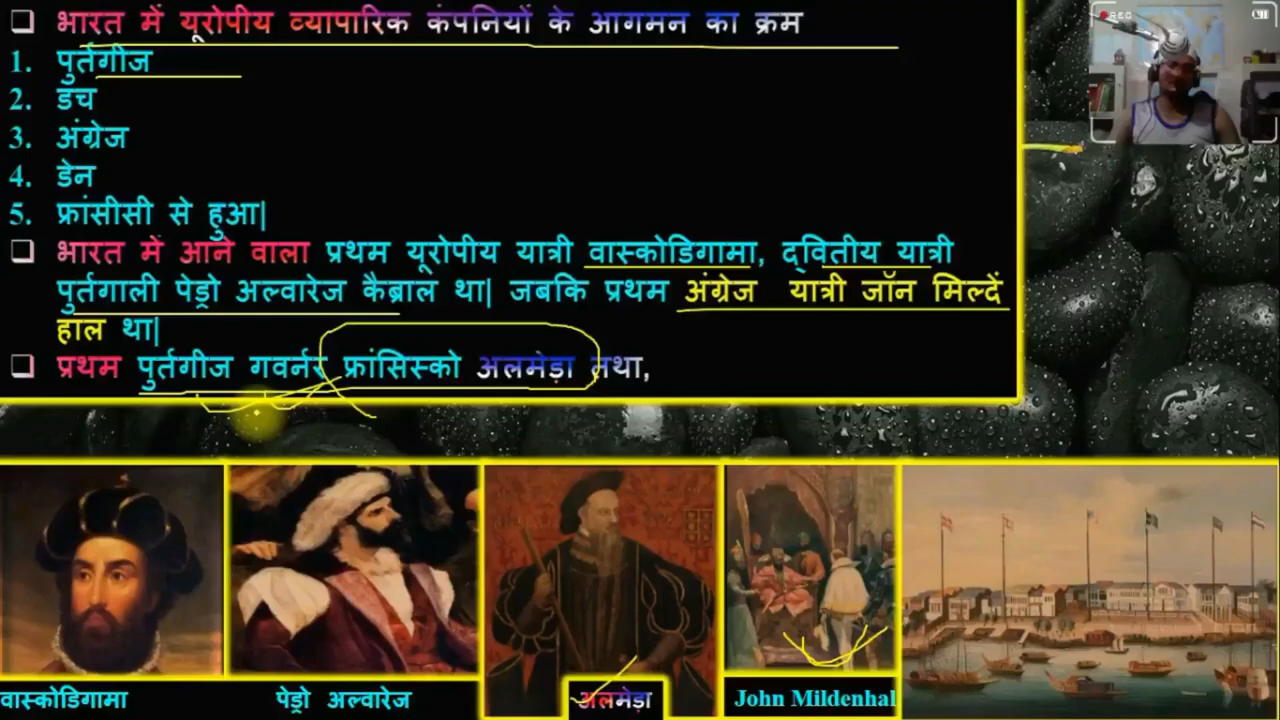 ❑ भारत में यूरोपीय व्यापारिक कंपनियों के आगमन का क्रम
REC
1. पुर्तगीज
2. डच
3. अंग्रेज
4. डेन
5. फ्रांसीसी से हुआ|
❑ भारत में आने वाला प्रथम यूरोपीय यात्री वास्कोडिगामा, द्वितीय यात्री
पुर्तगाली पेड्रो अल्वारेज कैब्राल था| जबकि प्रथम अंग्रेज यात्री जॉन मिल्दें
हाल था|
❑ प्रथम पुर्तगीज गवर्नर फ्रांसिस्को अलमेड़ा तथा,
वास्कोडिगामा
पेड्रो अल्वारेज
अलमेड़ा
John Mildenhal